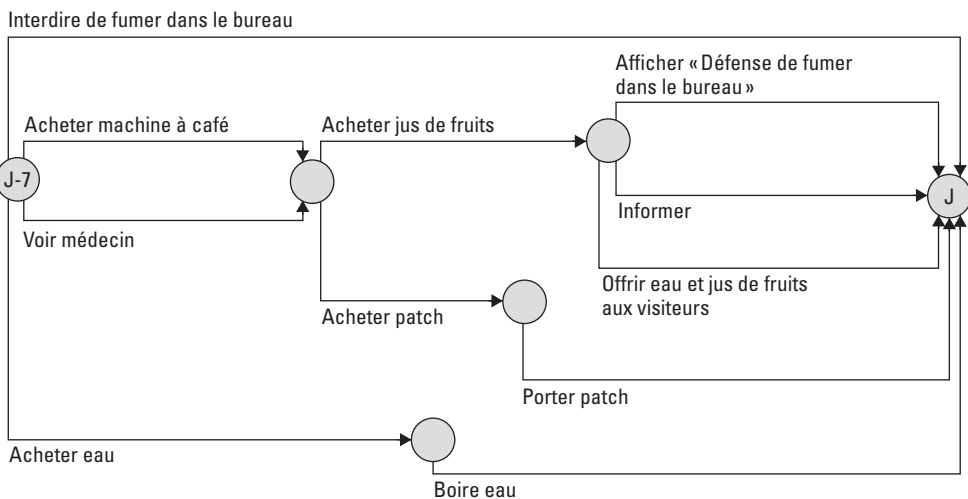 Interdire de fumer dans le bureau
Afficher «Défense de fumer
dans le bureau»
Acheter machine à café
Acheter jus de fruits
J-7
J
Voir médecin
Informer
Offrir eau et jus de fruits
aux visiteurs
Acheter patch
Porter patch
Acheter eau
Boire eau